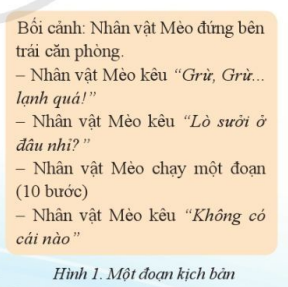 Bối cảnh: Nhân vật Mèo đứng bên
trái căn phòng.
– Nhân vật Mèo kêu “Grừ, Grừ...
lạnh quá!”
– Nhân vật Mèo kêu “Lò sưởi ở
đâu nhỉ?”
– Nhân vật Mèo chạy một đoạn
(10 bước)
– Nhân vật Mèo kêu “Không có
cái nào”
Hình 1. Một đoạn kịch bản